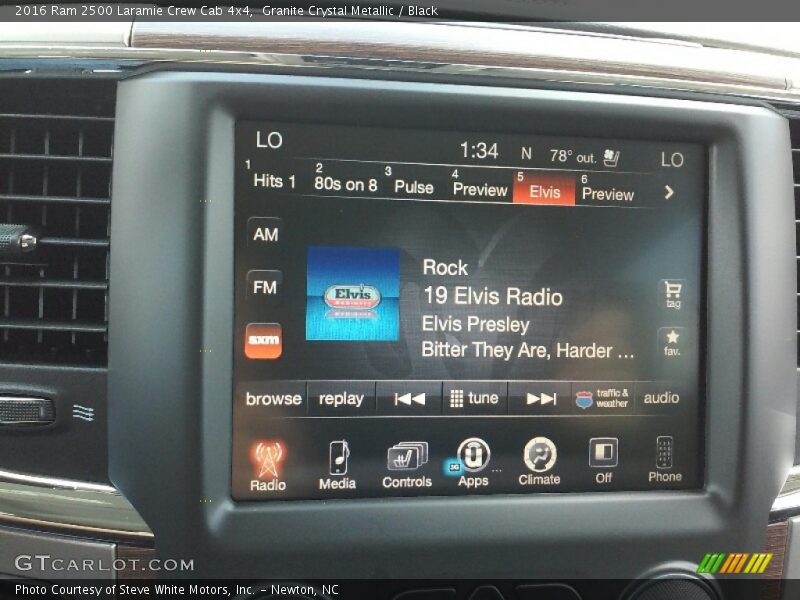 2016 Ram 2500 Laramie Crew Cab 4x4, Granite Crystal Metallic / Black
LO 1:34 N 78° out. LO
1 Hits 1 2 80s on 8 3 Pulse 4 Preview 5 Elvis 6 Preview
AM
FM
sxm
Elvis
RADIO
Rock
19 Elvis Radio
Elvis Presley
Bitter They Are, Harder ...
tag
fav.
browse replay tune traffic & weather audio
Radio Media Controls 3G Apps ... Climate Off Phone
GTCARLOT.COM
Photo Courtesy of Steve White Motors, Inc. – Newton, NC